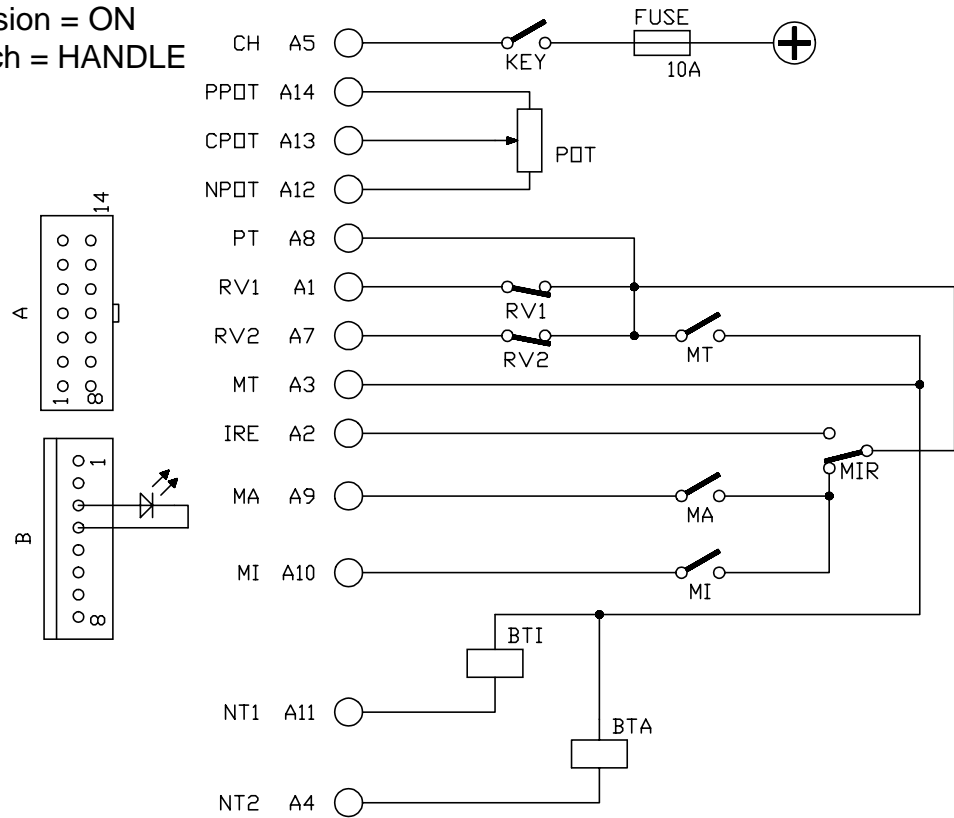 sion = ON
ch = HANDLE
FUSE
CH A5
KEY
10A
PPOT A14
CPOT A13
POT
NPOT A12
14
PT A8
RV1 A1
RV1
A
RV2 A7
RV2
MT
MT A3
1
8
IRE A2
MIR
1
MA A9
MA
B
MI A10
MI
8
BTI
NT1 A11
BTA
NT2 A4